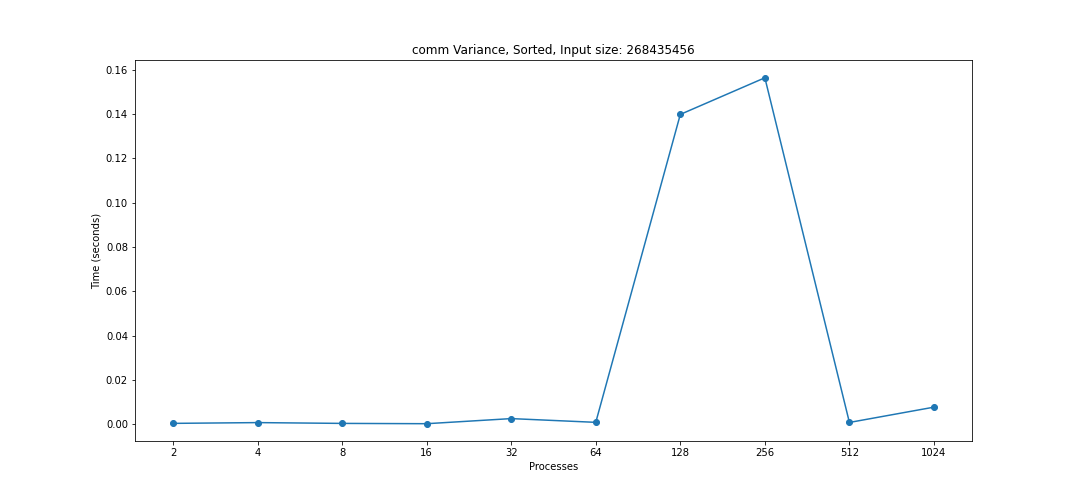 comm Variance, Sorted, Input size: 268435456
0.16
0.14
0.12
0.10
0.08
0.06
0.04
0.02
0.00
Time (seconds)
2 4 8 16 32 64 128 256 512 1024
Processes